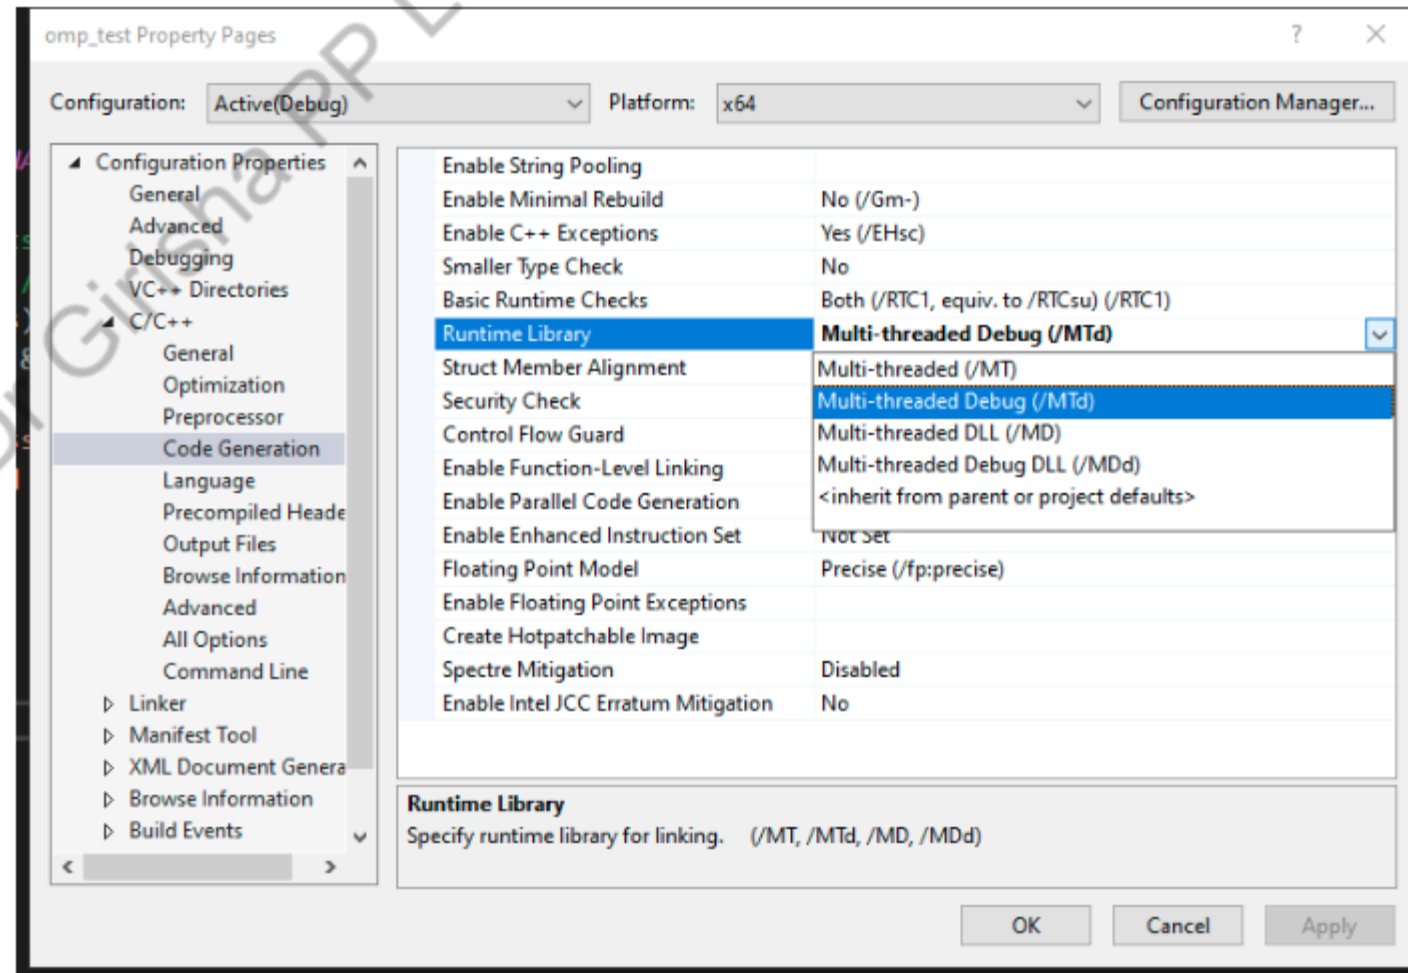 omp_test Property Pages
Configuration: Active(Debug) Platform: x64 Configuration Manager...
Configuration Properties
General
Advanced
Debugging
VC++ Directories
C/C++
General
Optimization
Preprocessor
Code Generation
Language
Precompiled Heade
Output Files
Browse Information
Advanced
All Options
Command Line
Linker
Manifest Tool
XML Document Genera
Browse Information
Build Events
Enable String Pooling
Enable Minimal Rebuild No (/Gm-)
Enable C++ Exceptions Yes (/EHsc)
Smaller Type Check No
Basic Runtime Checks Both (/RTC1, equiv. to /RTCsu) (/RTC1)
Runtime Library Multi-threaded Debug (/MTd)
Struct Member Alignment
Security Check
Control Flow Guard
Enable Function-Level Linking
Enable Parallel Code Generation
Enable Enhanced Instruction Set Not Set
Floating Point Model Precise (/fp:precise)
Enable Floating Point Exceptions
Create Hotpatchable Image
Spectre Mitigation Disabled
Enable Intel JCC Erratum Mitigation No
Multi-threaded (/MT)
Multi-threaded Debug (/MTd)
Multi-threaded DLL (/MD)
Multi-threaded Debug DLL (/MDd)
<inherit from parent or project defaults>
Runtime Library
Specify runtime library for linking. (/MT, /MTd, /MD, /MDd)
OK Cancel Apply
Girisha PP